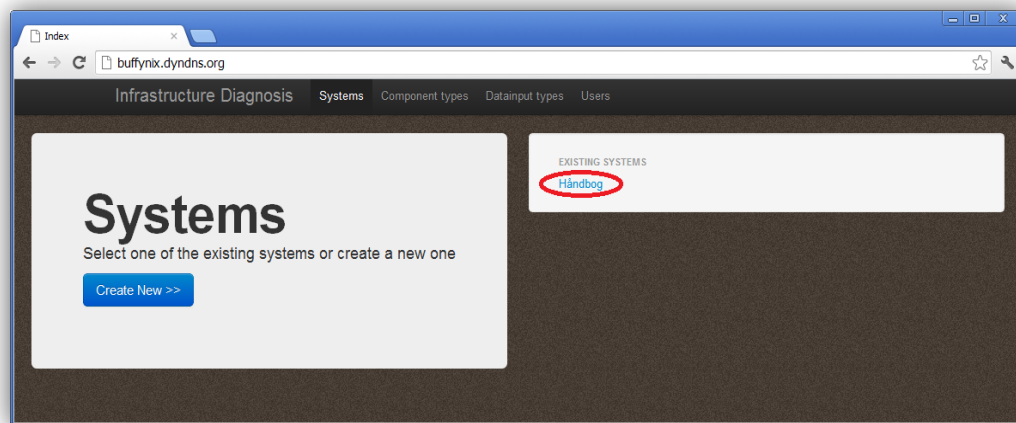 Index
buffynix.dyndns.org
Infrastructure Diagnosis Systems Component types Datainput types Users
Systems
Select one of the existing systems or create a new one
Create New >>
EXISTING SYSTEMS
Håndbog